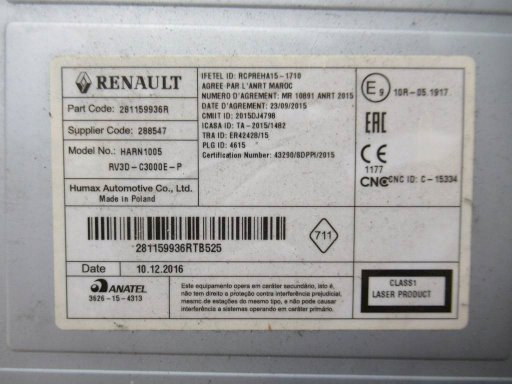 RENAULT
Part Code: 281159936R
Supplier Code: 288547
Model No.: HARN1005
RV3D-C3000E-P
Humax Automotive Co., Ltd.
Made in Poland
IFETEL ID: RCPREHA15-1710
AGREE PAR L'ANRT MAROC
NUMERO D'AGREMENT: MR 10891 ANRT 2015
DATE D'AGREMENT: 23/09/2015
CMIIT ID: 2015DJ4798
ICASA ID: TA-2015/1482
TRA ID: ER42428/15
PLG ID: 4615
Certification Number: 43290/SDPPI/2015
E9 10R-05.1917
EAC
CE
1177
CNC CNC ID: C-15334
281159936RTB525
711
Date 10.12.2016
ANATEL
3626-15-4313
Este equipamento opera em caráter secundário, isto é,
não tem direito a proteção contra interferência prejudicial,
mesmo de estações do mesmo tipo, e não pode causar
interferência a sistemas operando em caráter primário.
CLASS1
LASER PRODUCT